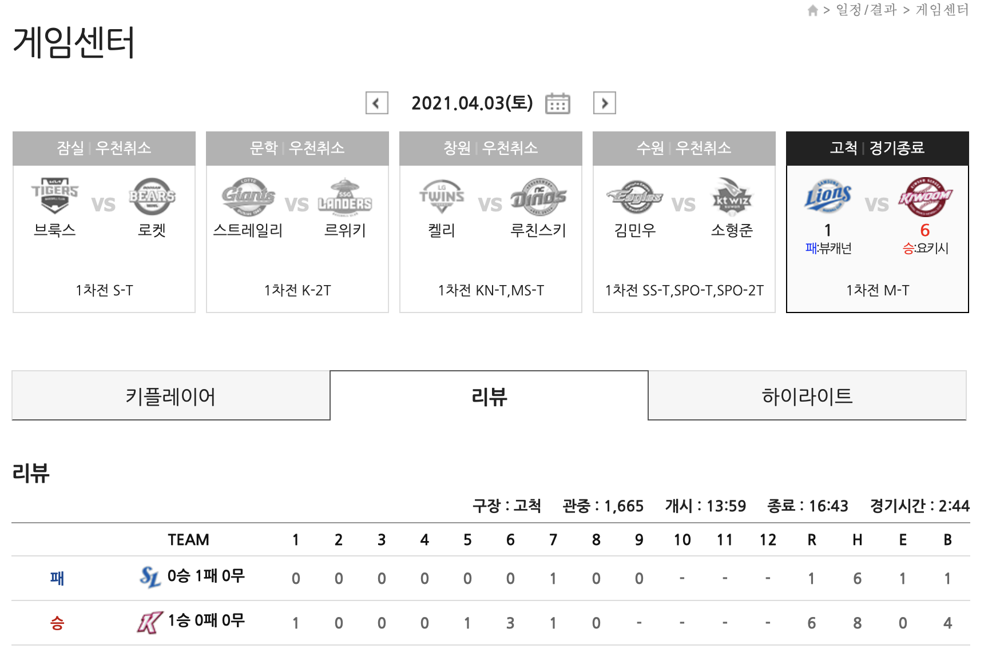 > 일정/결과 > 게임센터
게임센터
2021.04.03(토)
잠실 | 우천취소
TIGERS
VS
BEARS
브룩스 로켓
1차전 S-T
문학 | 우천취소
LOTTE
Giants
VS
SSG
LANDERS
스트레일리 르위키
1차전 K-2T
창원 | 우천취소
LG
TWINS
VS
NC
DINOS
켈리 루친스키
1차전 KN-T,MS-T
수원 | 우천취소
Eagles
VS
kt wiz
김민우 소형준
1차전 SS-T,SPO-T,SPO-2T
고척 | 경기종료
SAMSUNG
Lions
VS
KIWOOM
1 6
패:뷰캐넌 승:요키시
1차전 M-T
키플레이어 리뷰 하이라이트
리뷰
구장 : 고척 관중 : 1,665 개시 : 13:59 종료 : 16:43 경기시간 : 2:44
TEAM 1 2 3 4 5 6 7 8 9 10 11 12 R H E B
패 SL 0승 1패 0무 0 0 0 0 0 0 1 0 0 - - - 1 6 1 1
승 K 1승 0패 0무 1 0 0 0 1 3 1 0 - - - - 6 8 0 4